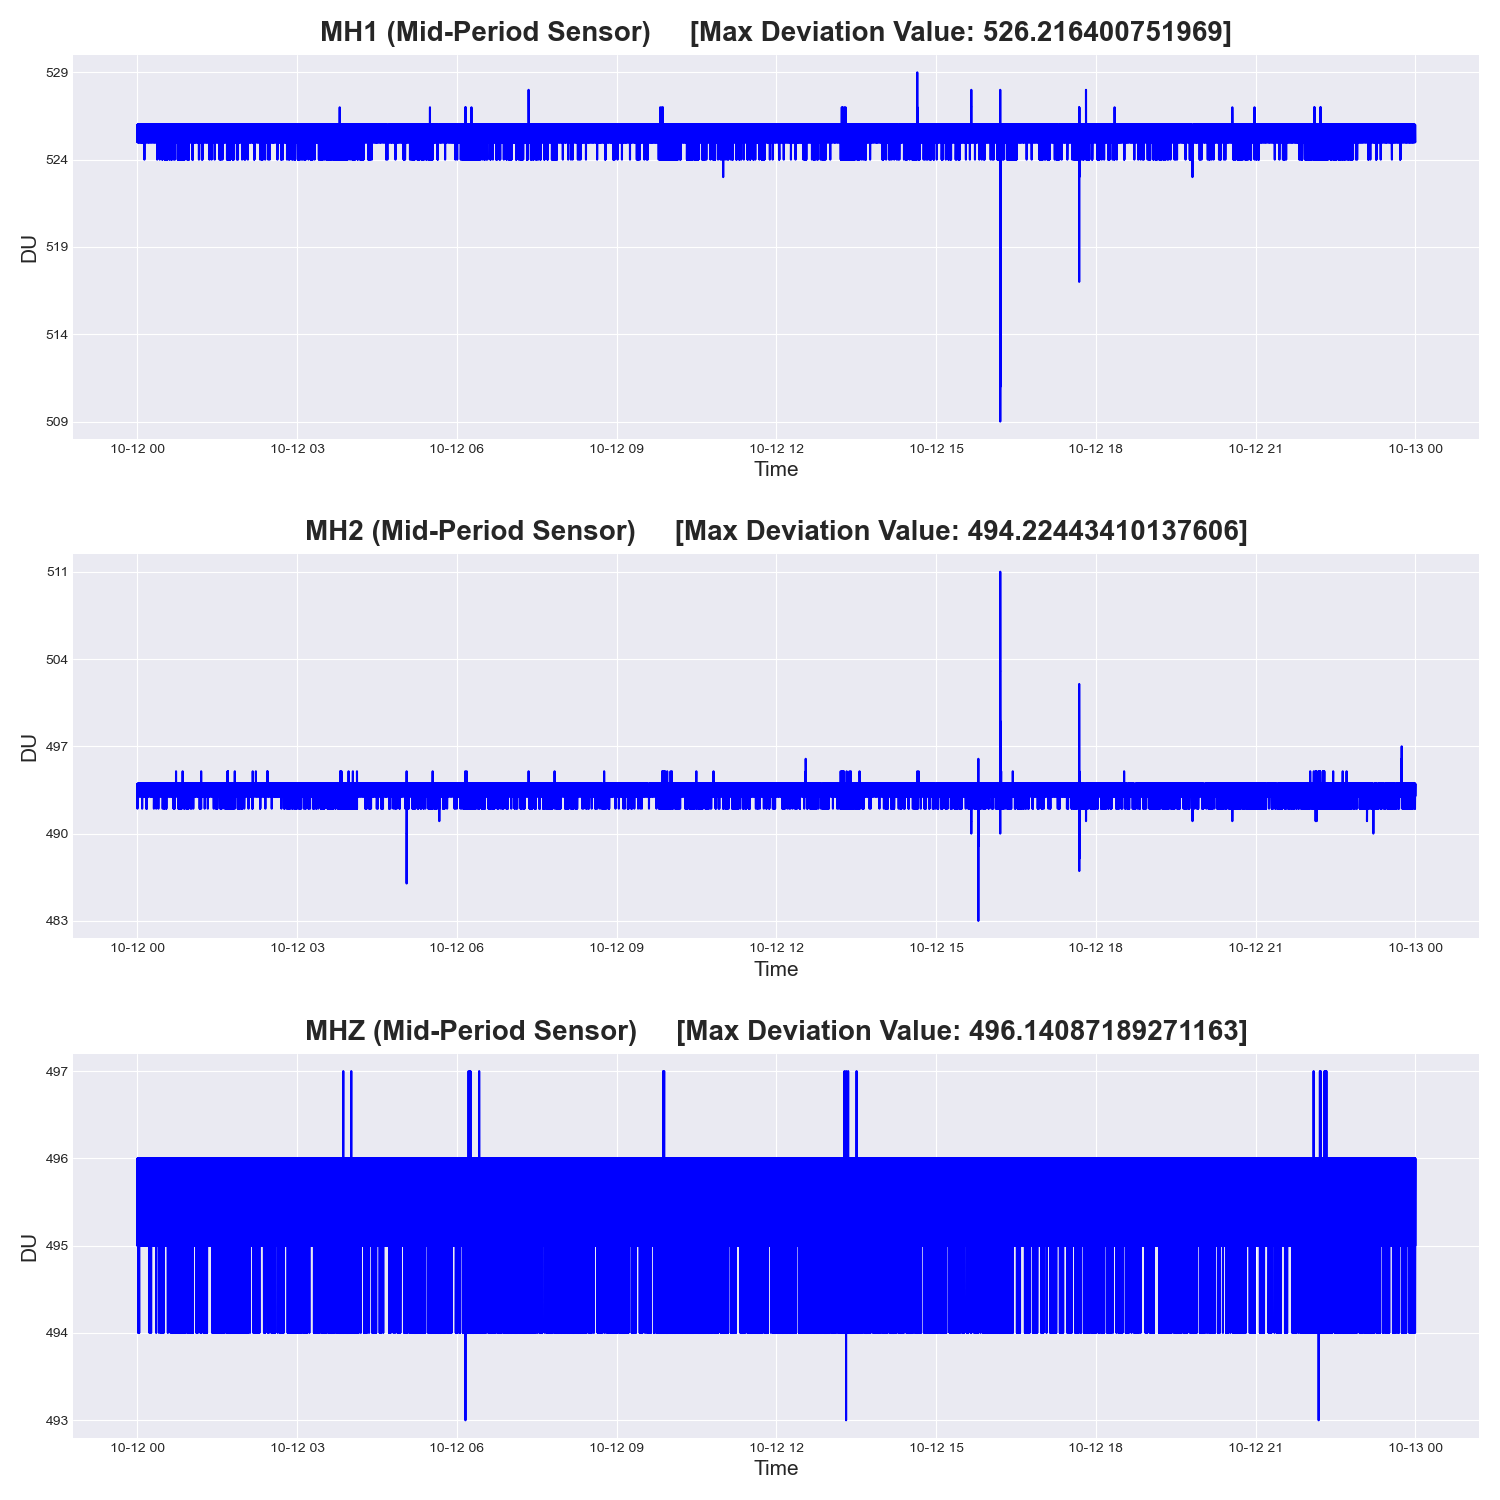 MH1 (Mid-Period Sensor) [Max Deviation Value: 526.216400751969]
529
524
519
514
509
DU
10-12 00 10-12 03 10-12 06 10-12 09 10-12 12 10-12 15 10-12 18 10-12 21 10-13 00
Time
MH2 (Mid-Period Sensor) [Max Deviation Value: 494.22443410137606]
511
504
497
490
483
DU
10-12 00 10-12 03 10-12 06 10-12 09 10-12 12 10-12 15 10-12 18 10-12 21 10-13 00
Time
MHZ (Mid-Period Sensor) [Max Deviation Value: 496.14087189271163]
497
496
495
494
493
DU
10-12 00 10-12 03 10-12 06 10-12 09 10-12 12 10-12 15 10-12 18 10-12 21 10-13 00
Time